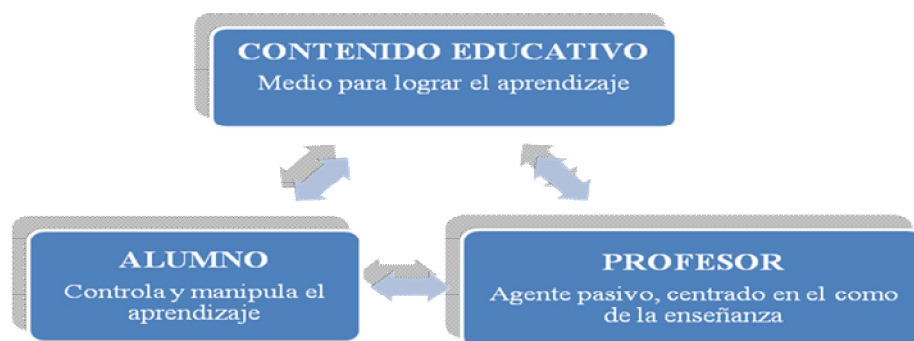 CONTENIDO EDUCATIVO
Medio para lograr el aprendizaje
ALUMNO
Controla y manipula el
aprendizaje
PROFESOR
Agente pasivo, centrado en el como
de la enseñanza